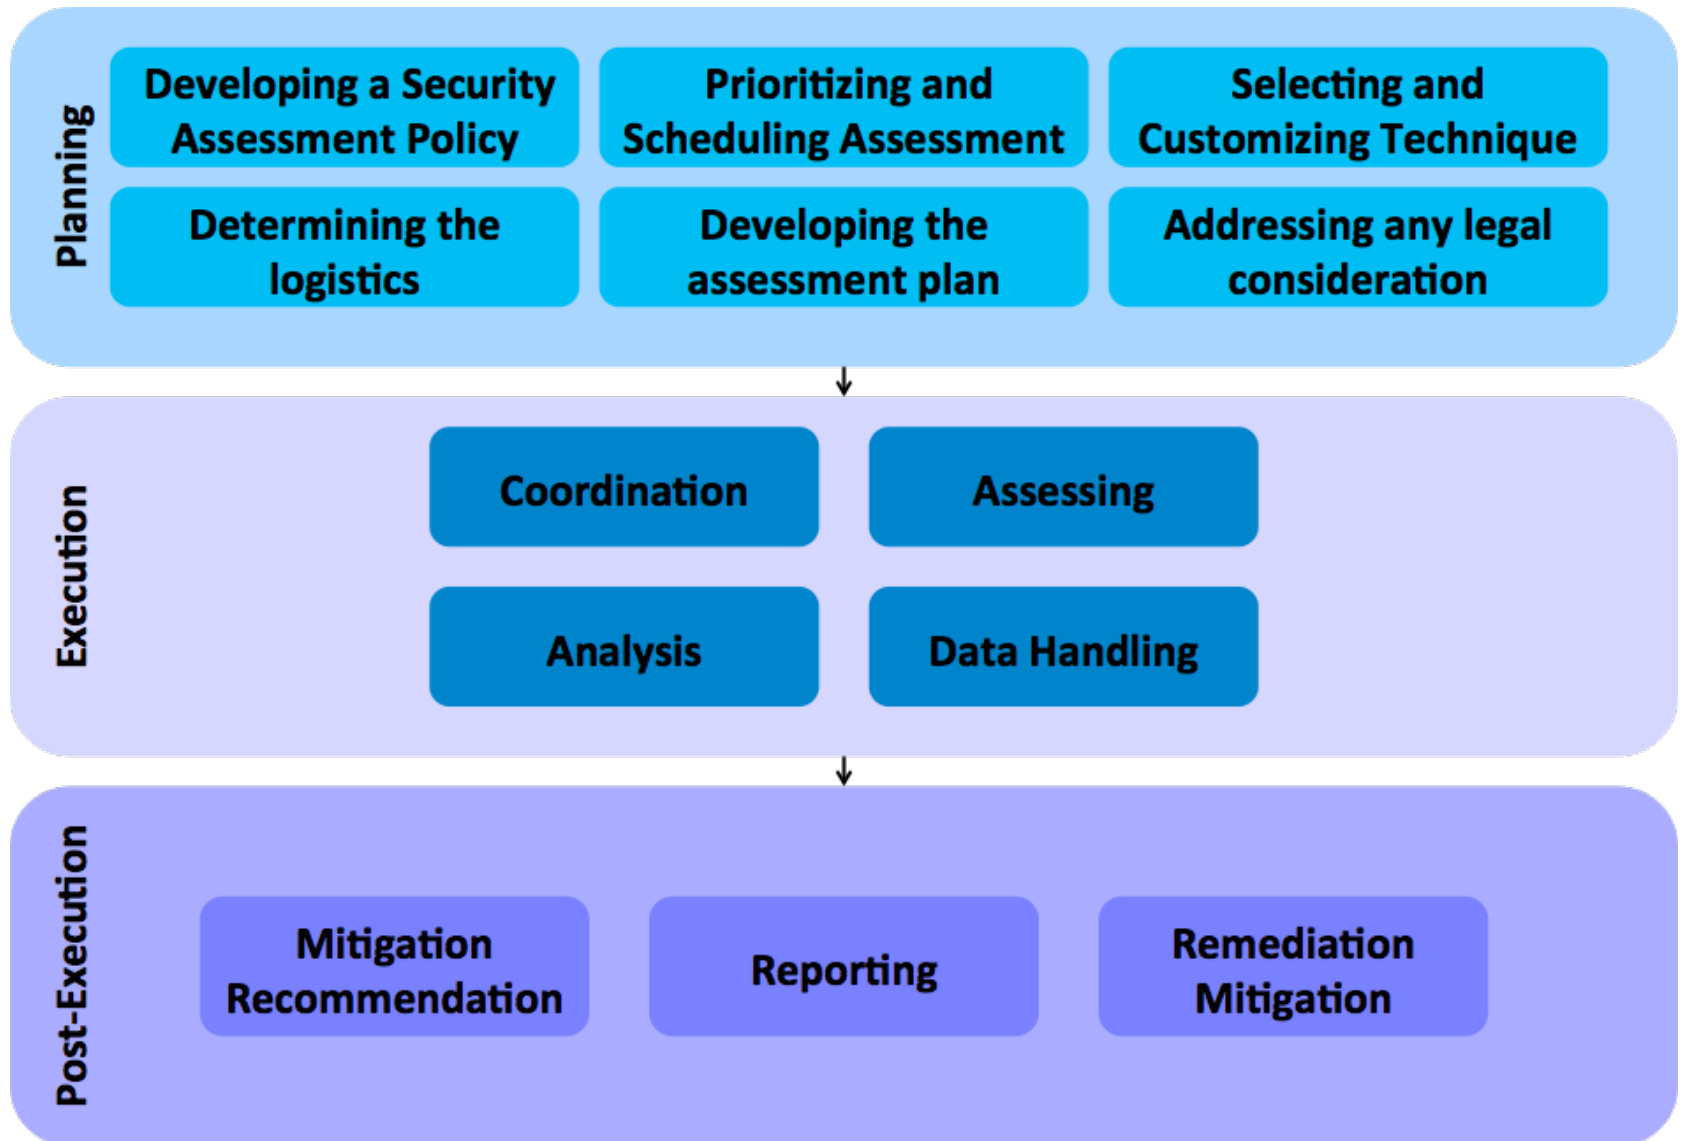 Planning
Developing a Security
Assessment Policy
Prioritizing and
Scheduling Assessment
Selecting and
Customizing Technique
Determining the
logistics
Developing the
assessment plan
Addressing any legal
consideration
Execution
Coordination
Assessing
Analysis
Data Handling
Post-Execution
Mitigation
Recommendation
Reporting
Remediation
Mitigation